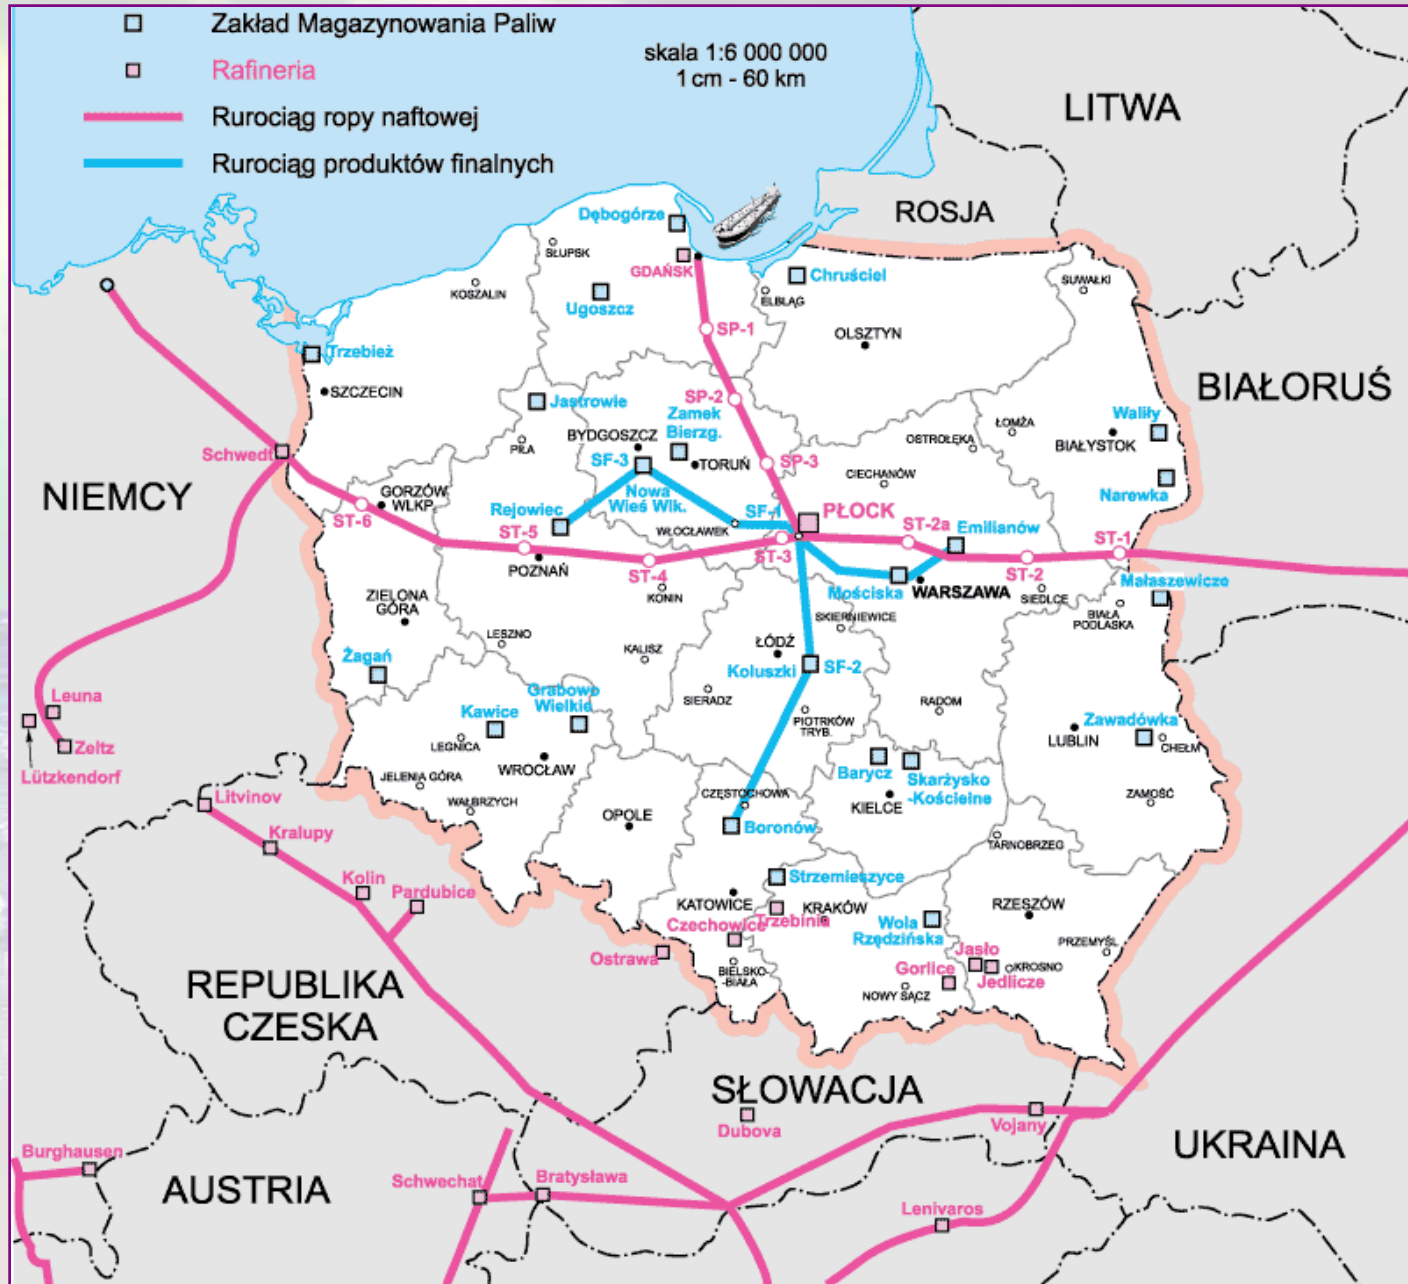 Zakład Magazynowania Paliw
Rafineria
Rurociąg ropy naftowej
Rurociąg produktów finalnych
skala 1:6 000 000
1 cm - 60 km
LITWA
ROSJA
BIAŁORUŚ
NIEMCY
REPUBLIKA
CZESKA
AUSTRIA
SŁOWACJA
UKRAINA
Dębogórze
SŁUPSK
GDAŃSK
KOSZALIN
Ugoszcz
ELBLĄG
Chruściel
SUWAŁKI
OLSZTYN
SP-1
Trzebież
SZCZECIN
Jastrowie
SP-2
Zamek
Bierzg.
BYDGOSZCZ
PIŁA
SF-3
TORUŃ
SP-3
Nowa
Wieś Wlk.
ŁOMŻA
OSTROŁĘKA
BIAŁYSTOK
Waliły
CIECHANÓW
Narewka
Schwedt
GORZÓW
WLKP
ST-6
Rejowiec
ST-5
POZNAŃ
SF-1
WŁOCŁAWEK
PŁOCK
ST-2a
Emilianów
ST-1
ST-3
ST-4
KONIN
Mościska
WARSZAWA
ST-2
SIEDLCE
Małaszewicze
BIAŁA
PODLASKA
ZIELONA
GÓRA
LESZNO
KALISZ
SKIERNIEWICE
ŁÓDŹ
Koluszki
SF-2
Żagań
SIERADZ
RADOM
Leuna
Zeitz
Lützkendorf
Kawice
Grabowo
Wielkie
LEGNICA
WROCŁAW
PIOTRKÓW
TRYB.
LUBLIN
Zawadówka
CHEŁM
JELENIA GÓRA
WAŁBRZYCH
Barycz
Skarżysko
-Kościelne
KIELCE
ZAMOŚĆ
Litvinov
Kralupy
OPOLE
CZĘSTOCHOWA
Boronów
TARNOBRZEG
Kolin
Pardubice
Strzemieszyce
KATOWICE
Trzebinia
KRAKÓW
Czechowice
Wola
Rzędzińska
RZESZÓW
PRZEMYŚL
Ostrawa
BIELSKO-
-BIAŁA
Jasło
Gorlice
Jedlicze
KROSNO
NOWY SĄCZ
Dubova
Vojany
Burghausen
Schwechat
Bratysława
Lenivaros